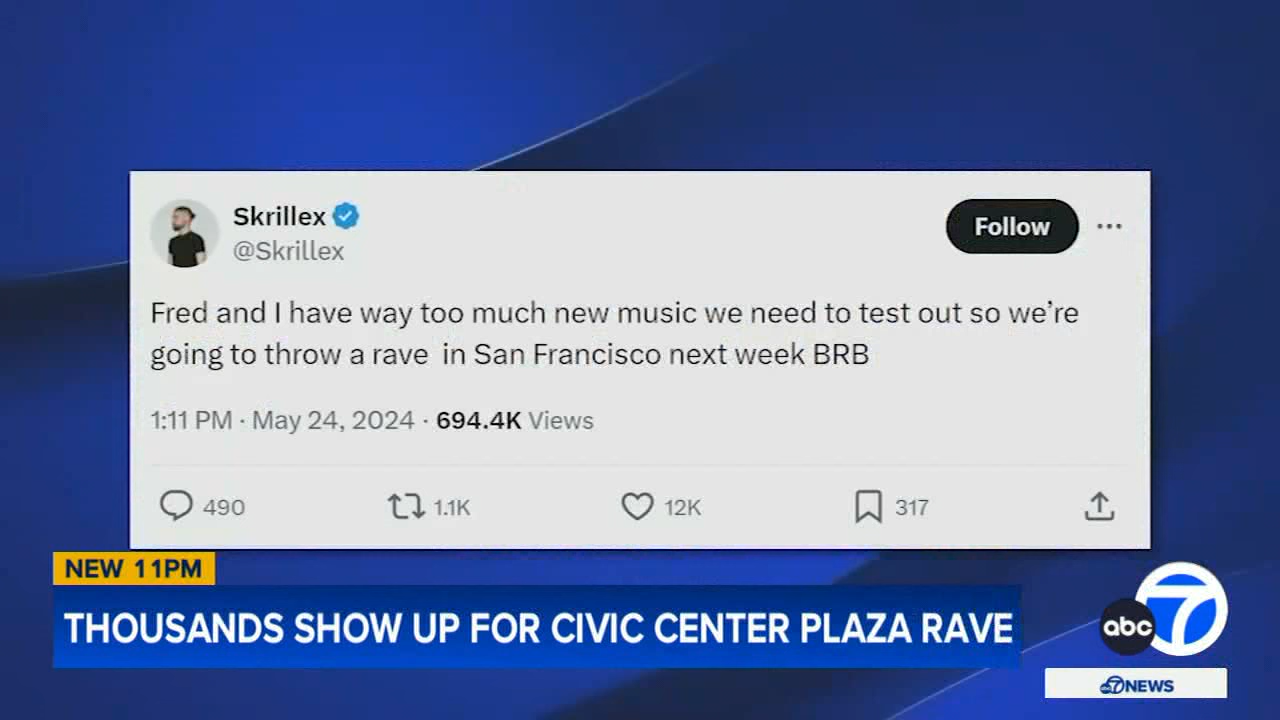 Skrillex
@Skrillex
Follow
Fred and I have way too much new music we need to test out so we’re
going to throw a rave in San Francisco next week BRB
1:11 PM · May 24, 2024 · 694.4K Views
490 1.1K 12K 317
NEW 11PM
THOUSANDS SHOW UP FOR CIVIC CENTER PLAZA RAVE
abc 7
abc7NEWS